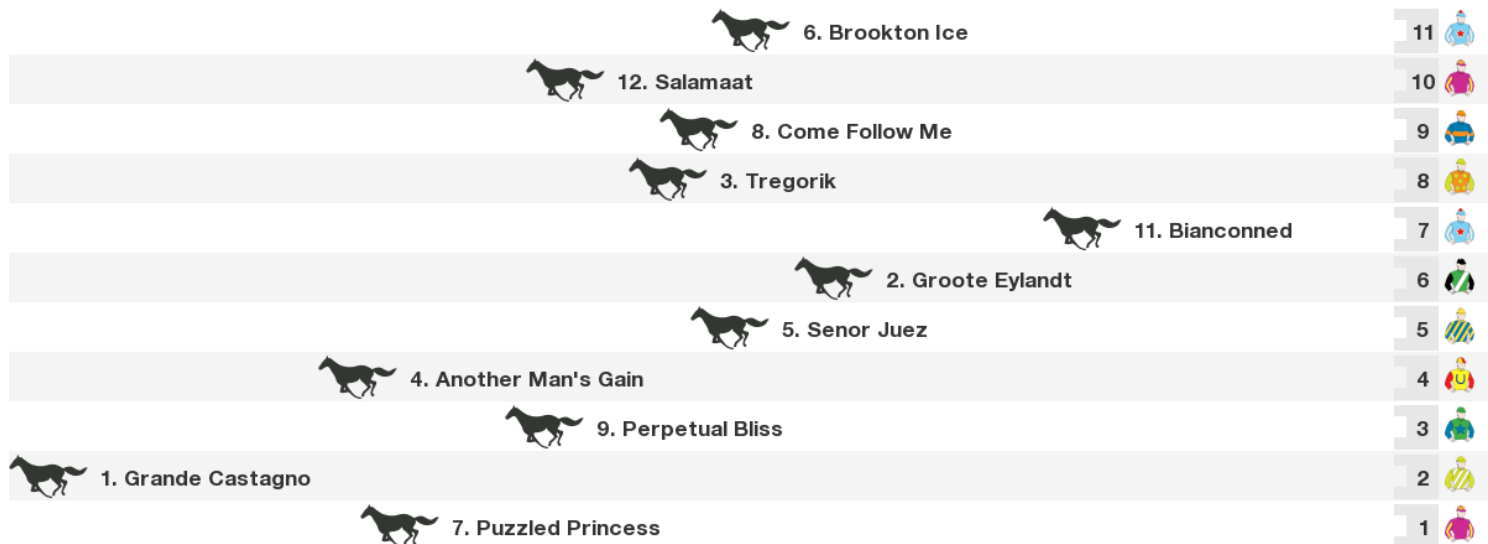 6. Brookton Ice 11
12. Salamaat 10
8. Come Follow Me 9
3. Tregorik 8
11. Bianconned 7
2. Groote Eylandt 6
5. Senor Juez 5
4. Another Man's Gain 4 U
9. Perpetual Bliss 3
1. Grande Castagno 2
7. Puzzled Princess 1